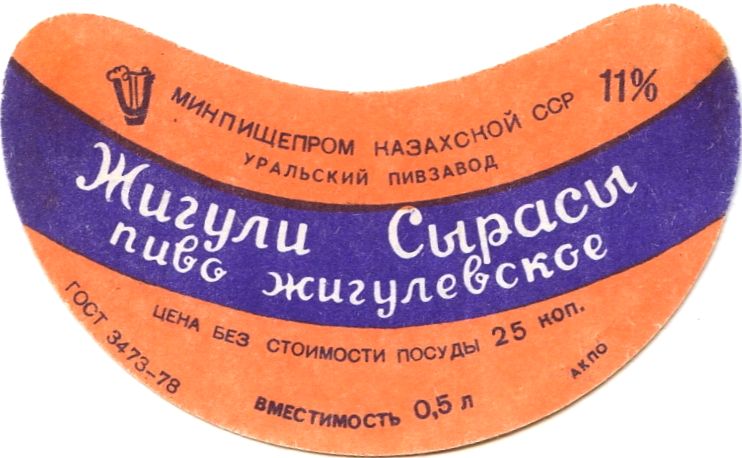 МИНПИЩЕПРОМ КАЗАХСКОЙ ССР 11%
УРАЛЬСКИЙ ПИВЗАВОД
Жигули Сырасы
пиво жигулевское
ЦЕНА БЕЗ СТОИМОСТИ ПОСУДЫ 25 коп.
ГОСТ 3473-78
ВМЕСТИМОСТЬ 0,5 л
АКПО